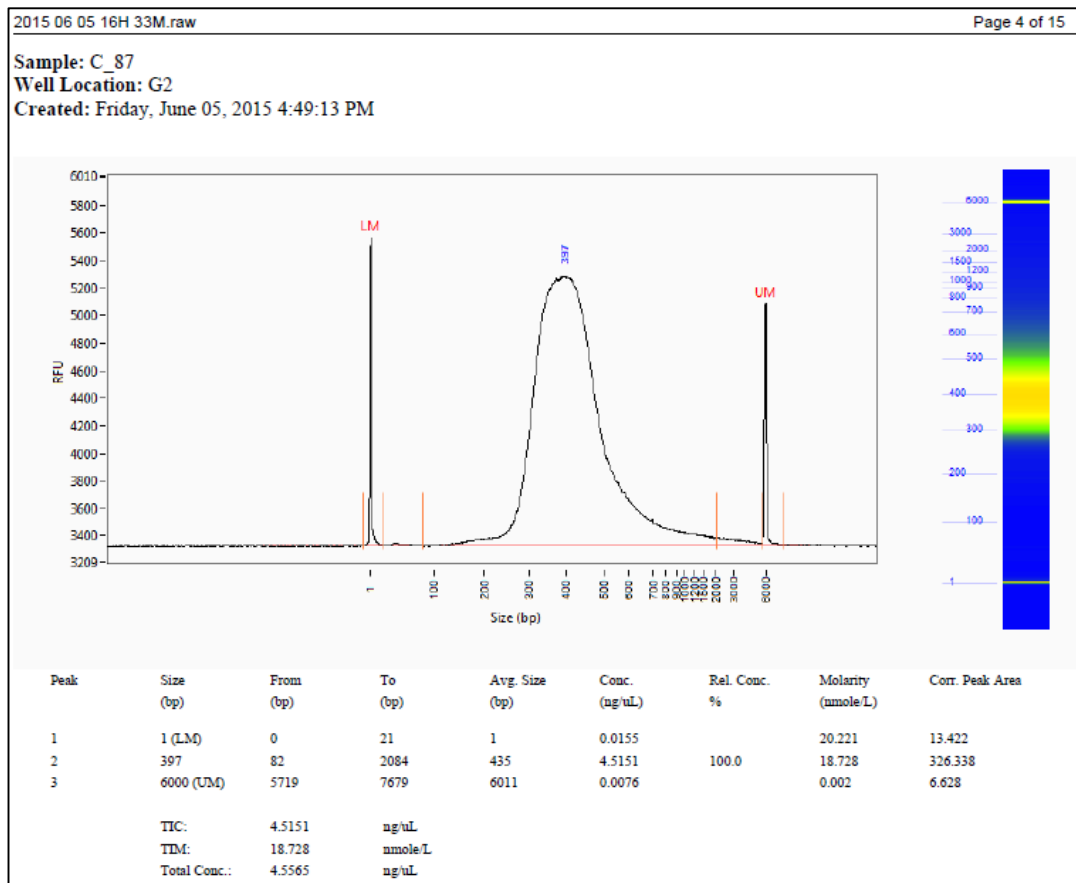 2015 06 05 16H 33M.raw Page 4 of 15
Sample: C_87
Well Location: G2
Created: Friday, June 05, 2015 4:49:13 PM
6010
5800
5600
5400
5200
5000
4800
4600
4400
4200
4000
3800
3600
3400
3209
RFU
LM
397
UM
1 100 200 300 400 500 600 700 800 900 1000 1200 1500 2000 3000 6000
Size (bp)
6000
3000
2000
1500
1200
1000
900
800
700
600
500
400
300
200
100
1
Peak Size From To Avg. Size Conc. Rel. Conc. Molarity Corr. Peak Area
(bp) (bp) (bp) (bp) (ng/uL) % (nmole/L)
1 1 (LM) 0 21 1 0.0155 20.221 13.422
2 397 82 2084 435 4.5151 100.0 18.728 326.338
3 6000 (UM) 5719 7679 6011 0.0076 0.002 6.628
TIC: 4.5151 ng/uL
TIM: 18.728 nmole/L
Total Conc.: 4.5565 ng/uL